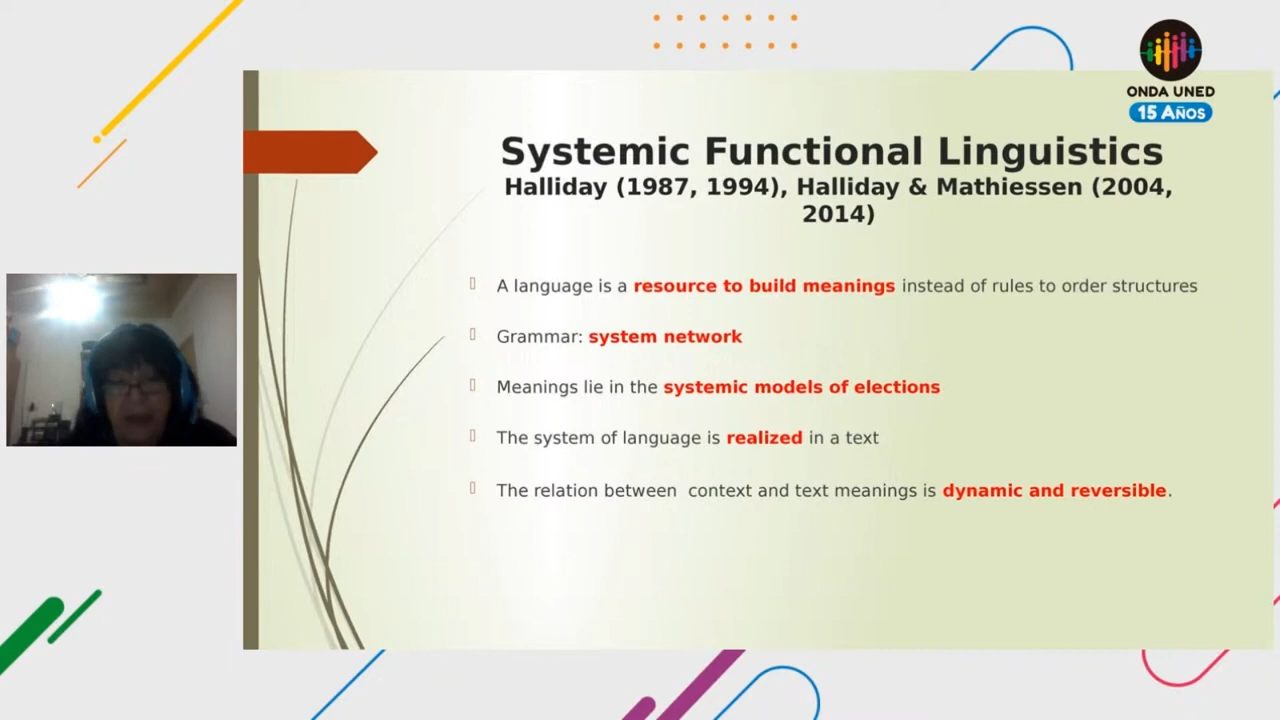 ONDA UNED
15 AÑOS
Systemic Functional Linguistics
Halliday (1987, 1994), Halliday & Mathiessen (2004,
2014)
A language is a resource to build meanings instead of rules to order structures
Grammar: system network
Meanings lie in the systemic models of elections
The system of language is realized in a text
The relation between  context and text meanings is dynamic and reversible.